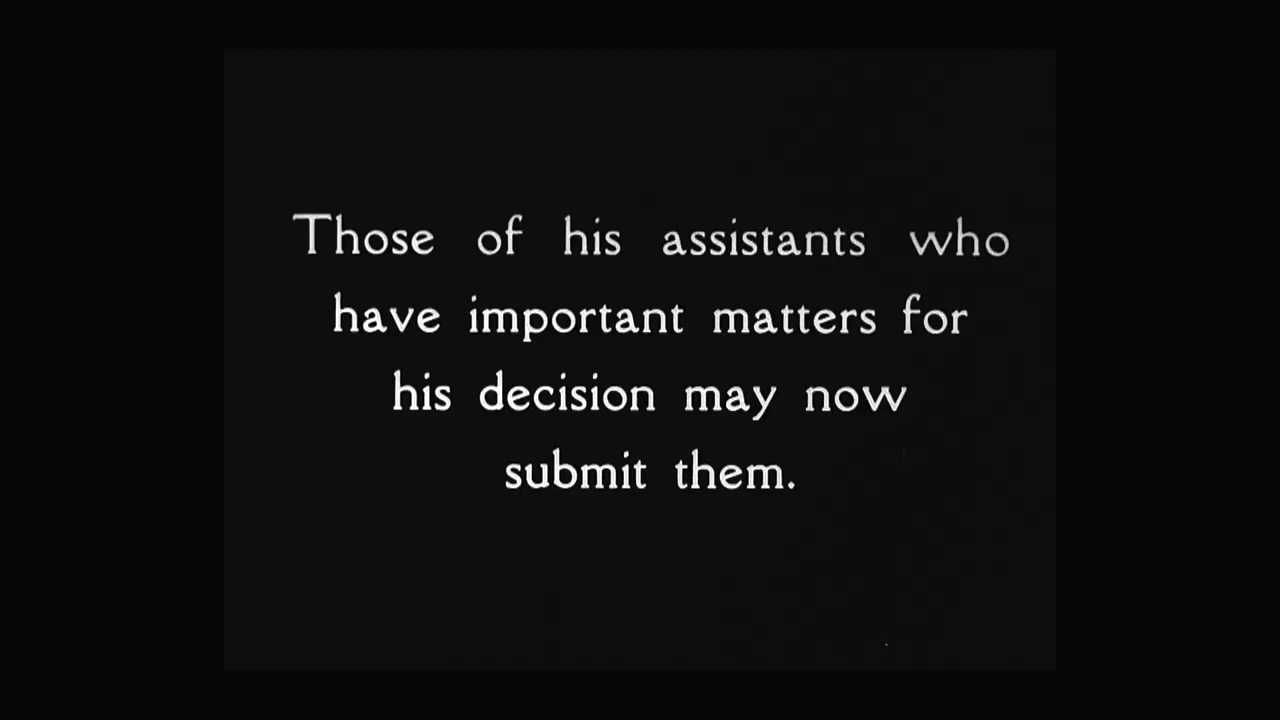 Those of his assistants who
have important matters for
his decision may now
submit them.